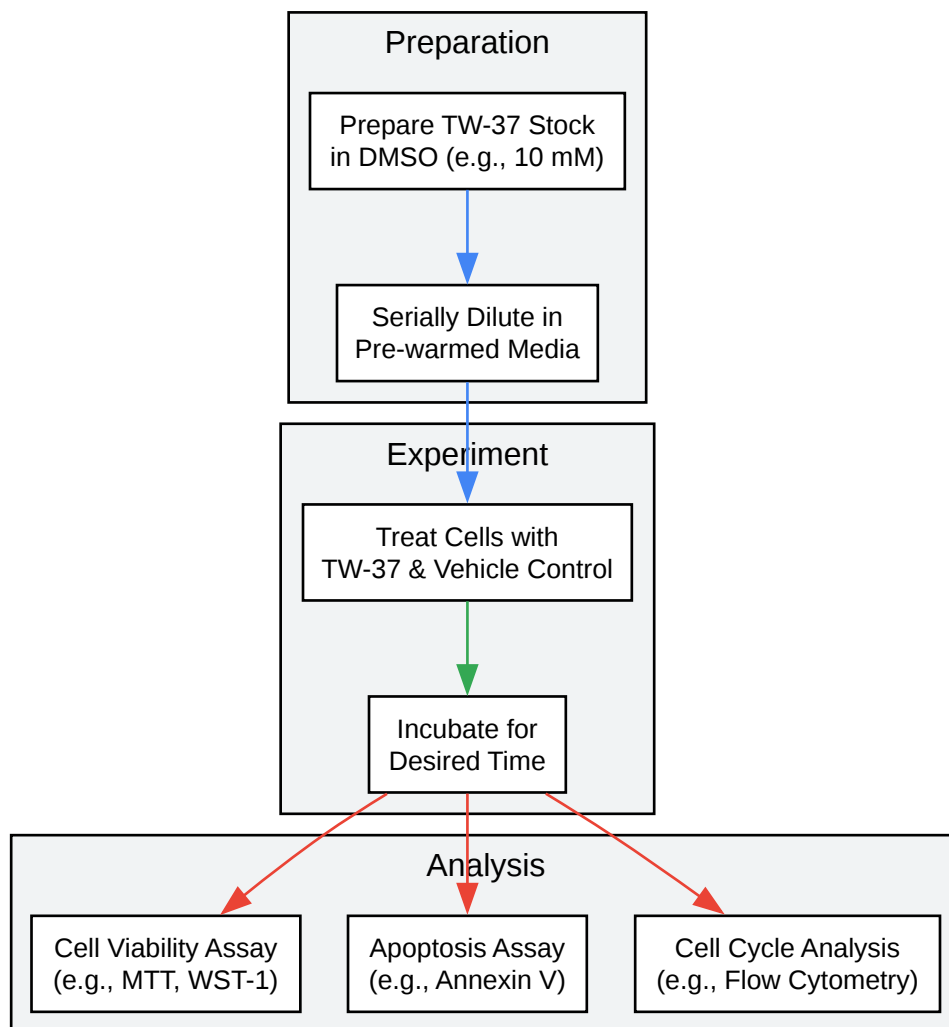 Preparation
Prepare TW-37 Stock
in DMSO (e.g., 10 mM)
Serially Dilute in
Pre-warmed Media
Experiment
Treat Cells with
TW-37 & Vehicle Control
Incubate for
Desired Time
Analysis
Cell Viability Assay
(e.g., MTT, WST-1)
Apoptosis Assay
(e.g., Annexin V)
Cell Cycle Analysis
(e.g., Flow Cytometry)